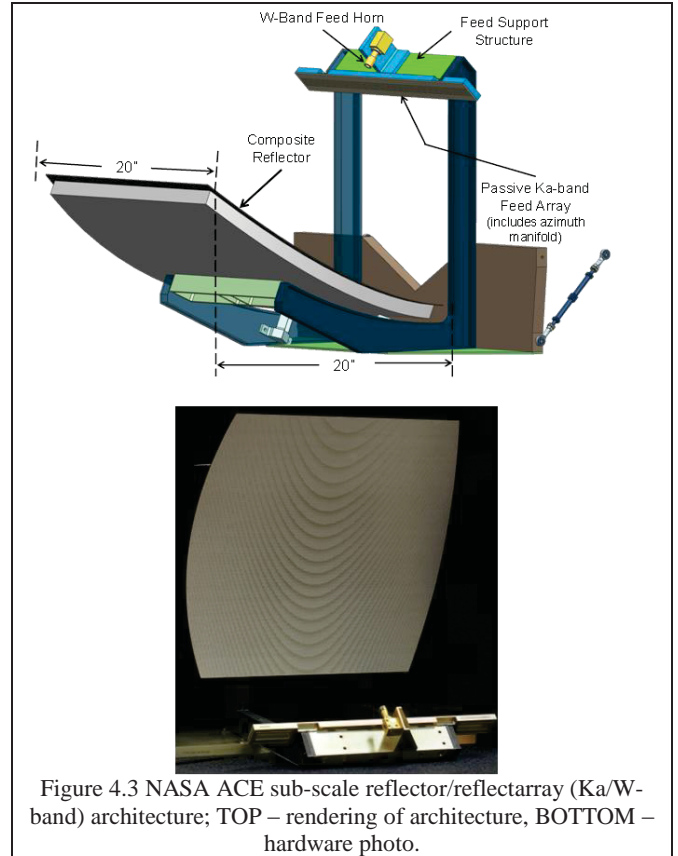 W-Band Feed Horn
Feed Support
Structure
Composite
Reflector
20"
Passive Ka-band
Feed Array
(includes azimuth
manifold)
20"
Figure 4.3 NASA ACE sub-scale reflector/reflectarray (Ka/W-
band) architecture; TOP – rendering of architecture, BOTTOM –
hardware photo.